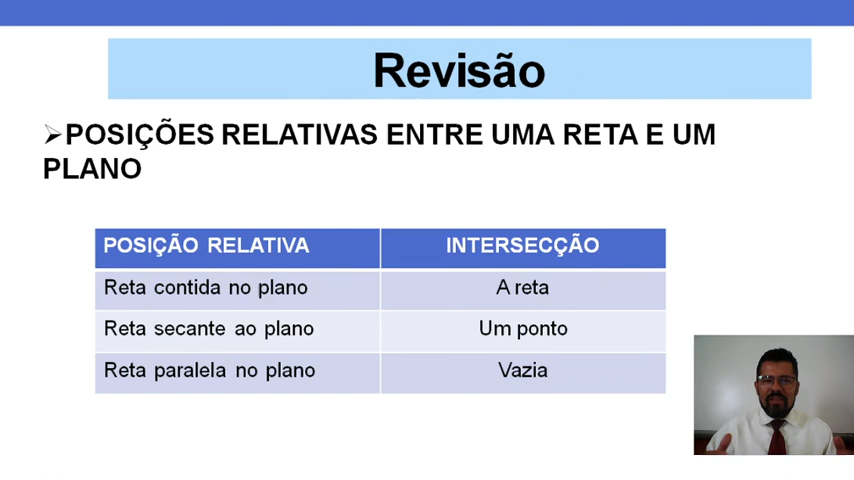 Revisão
➢POSIÇÕES RELATIVAS ENTRE UMA RETA E UM
PLANO
POSIÇÃO RELATIVA INTERSECÇÃO
Reta contida no plano A reta
Reta secante ao plano Um ponto
Reta paralela no plano Vazia